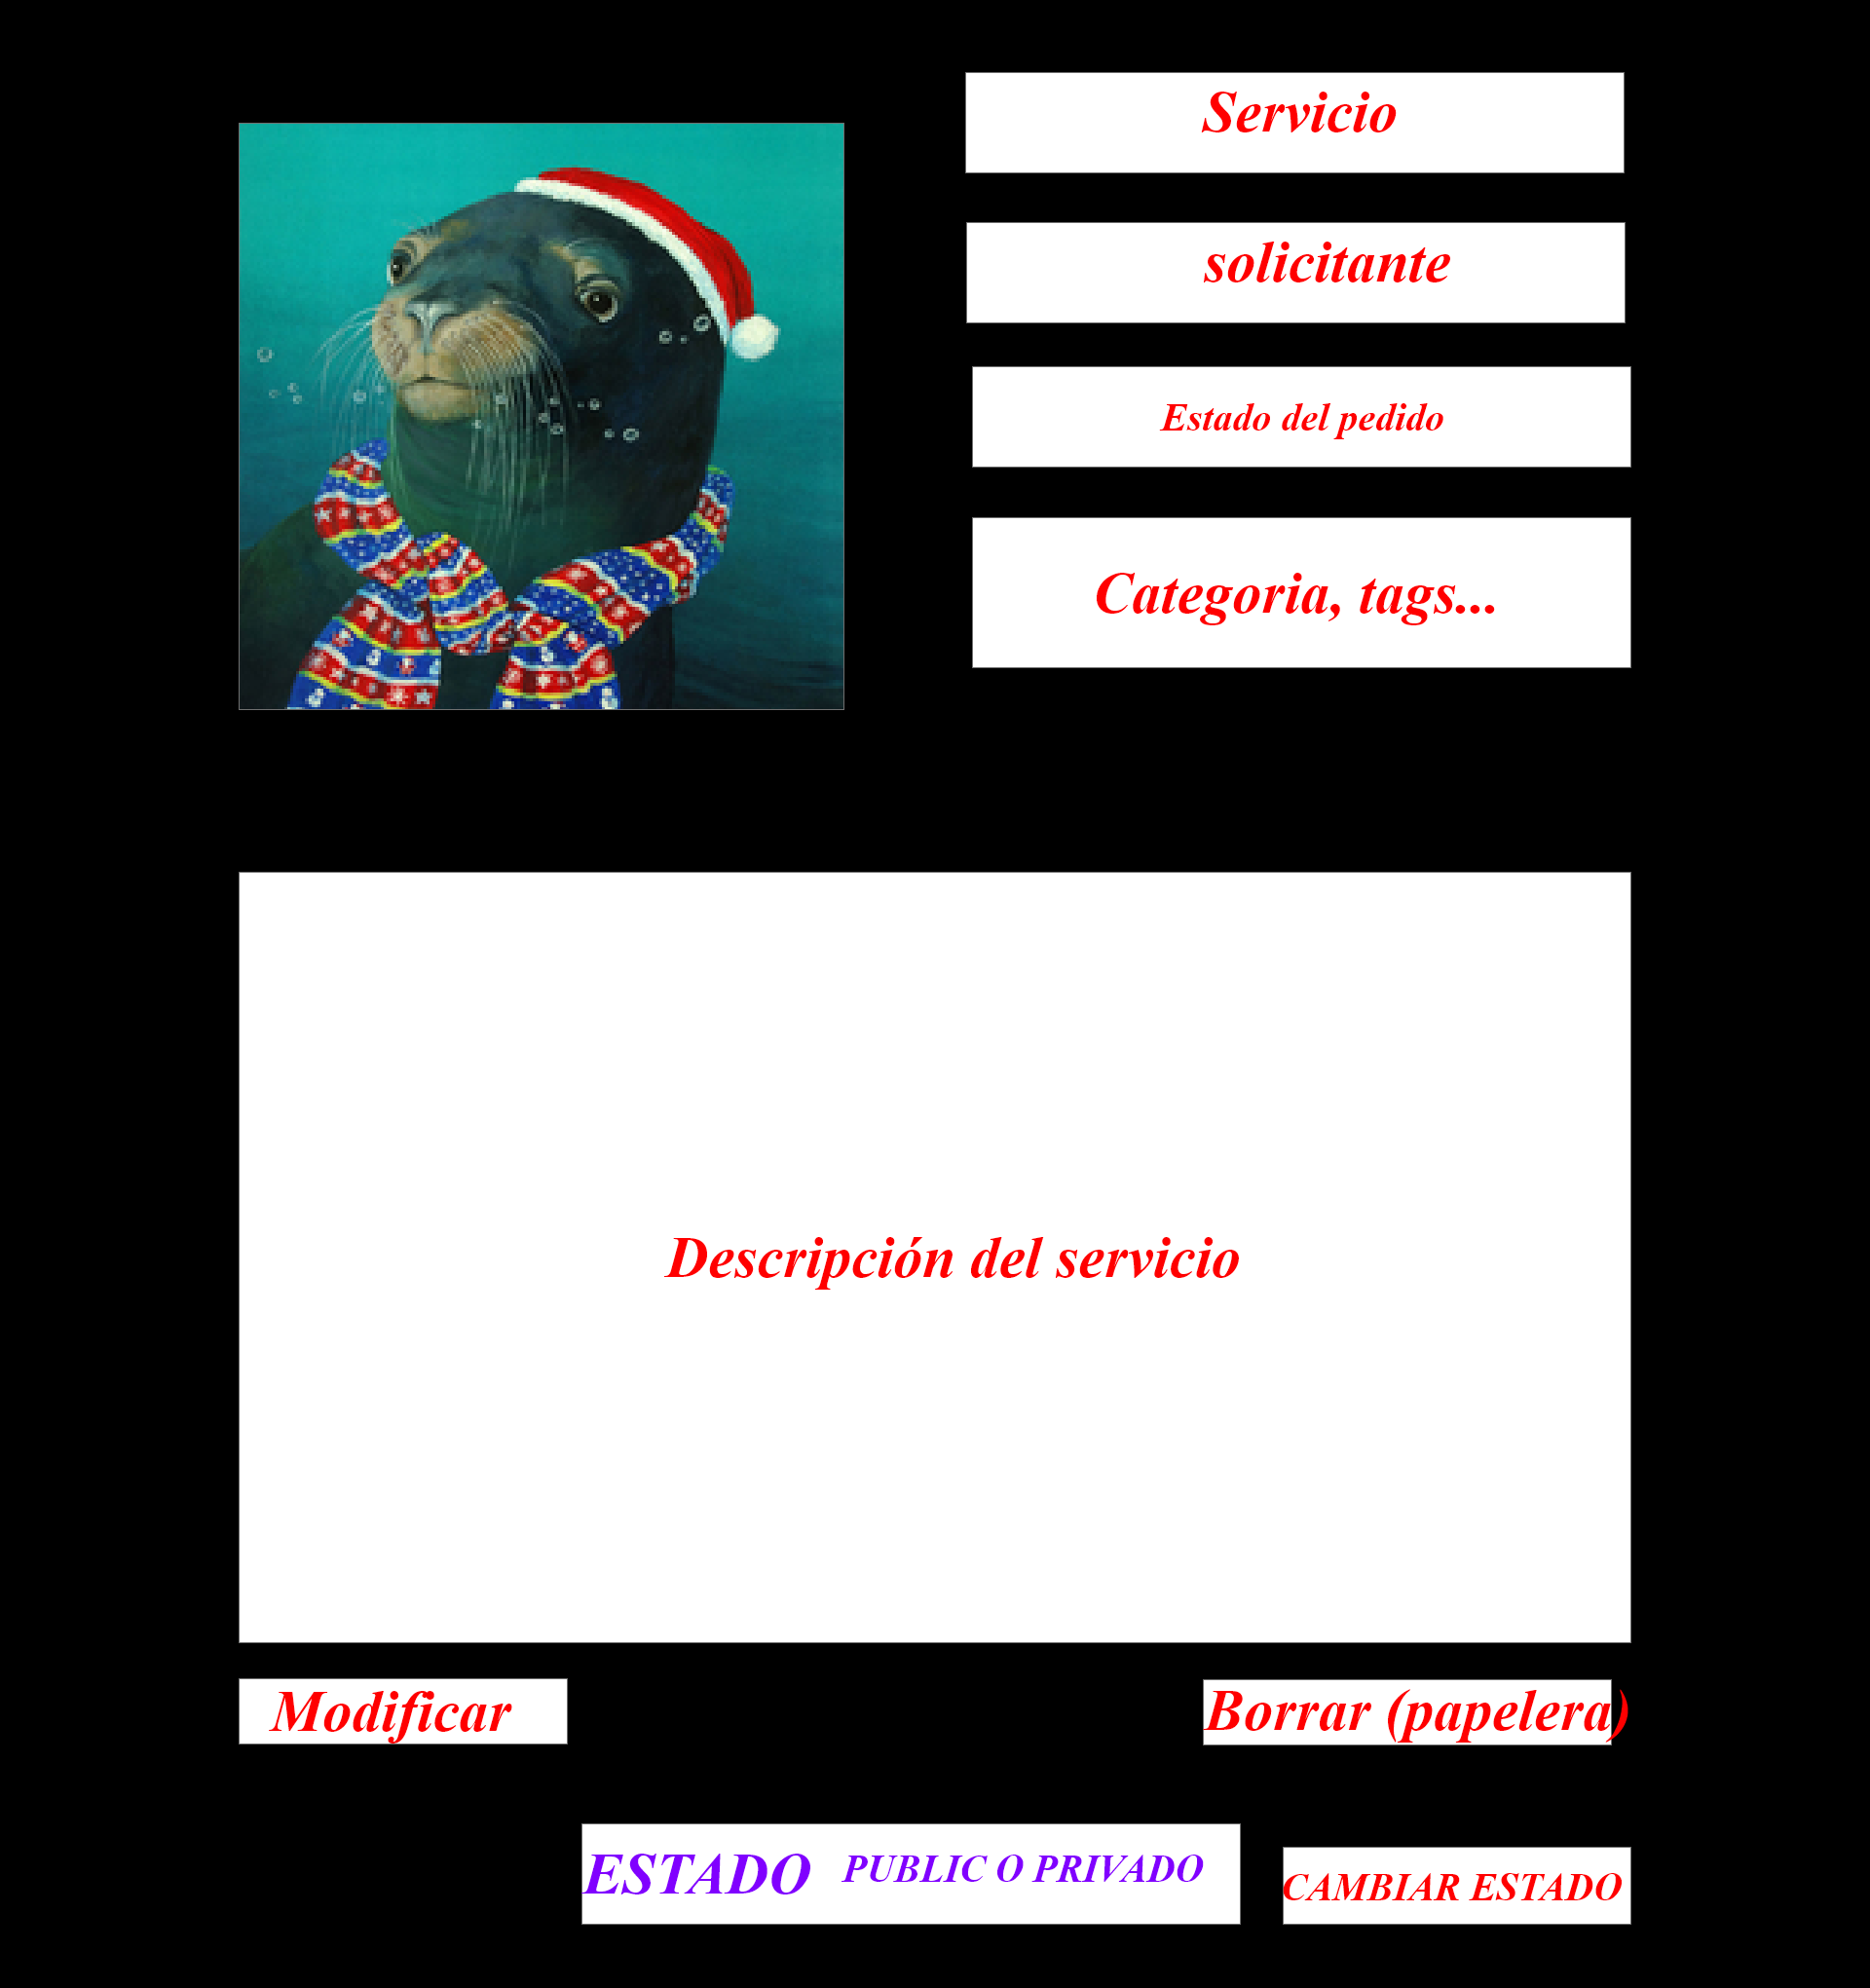 Servicio
solicitante
Estado del pedido
Categoria, tags...
Descripción del servicio
Modificar
Borrar (papelera)
ESTADO PUBLIC O PRIVADO
CAMBIAR ESTADO